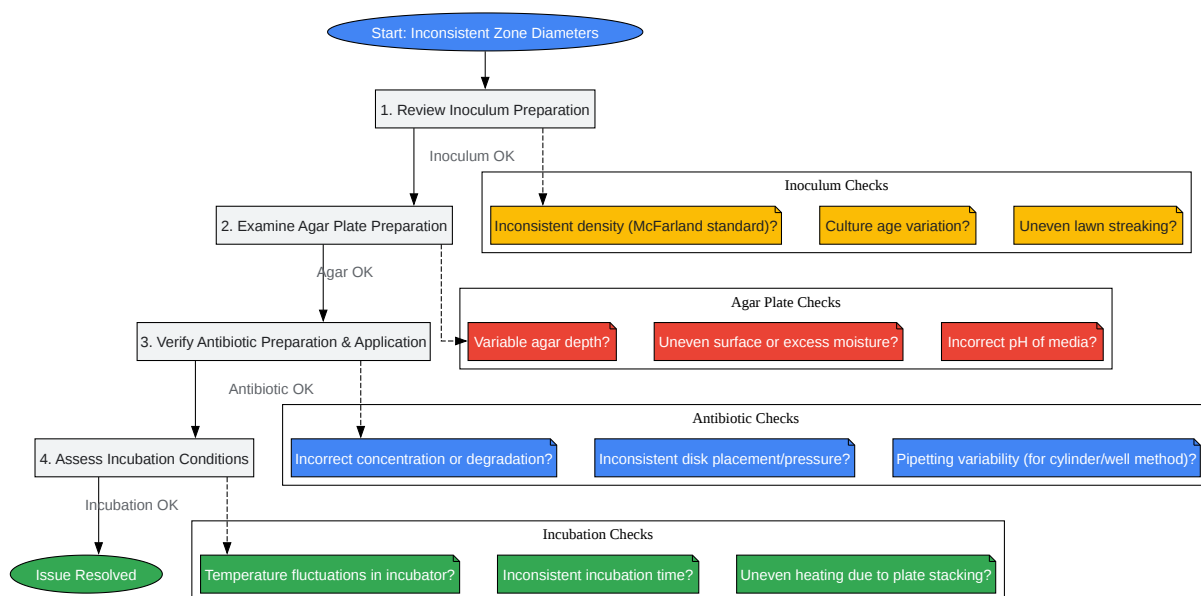 Start: Inconsistent Zone Diameters
1. Review Inoculum Preparation
Inoculum OK
Inoculum Checks
Inconsistent density (McFarland standard)?
Culture age variation?
Uneven lawn streaking?
2. Examine Agar Plate Preparation
Agar OK
Agar Plate Checks
Variable agar depth?
Uneven surface or excess moisture?
Incorrect pH of media?
3. Verify Antibiotic Preparation & Application
Antibiotic OK
Antibiotic Checks
Incorrect concentration or degradation?
Inconsistent disk placement/pressure?
Pipetting variability (for cylinder/well method)?
4. Assess Incubation Conditions
Incubation OK
Incubation Checks
Temperature fluctuations in incubator?
Inconsistent incubation time?
Uneven heating due to plate stacking?
Issue Resolved